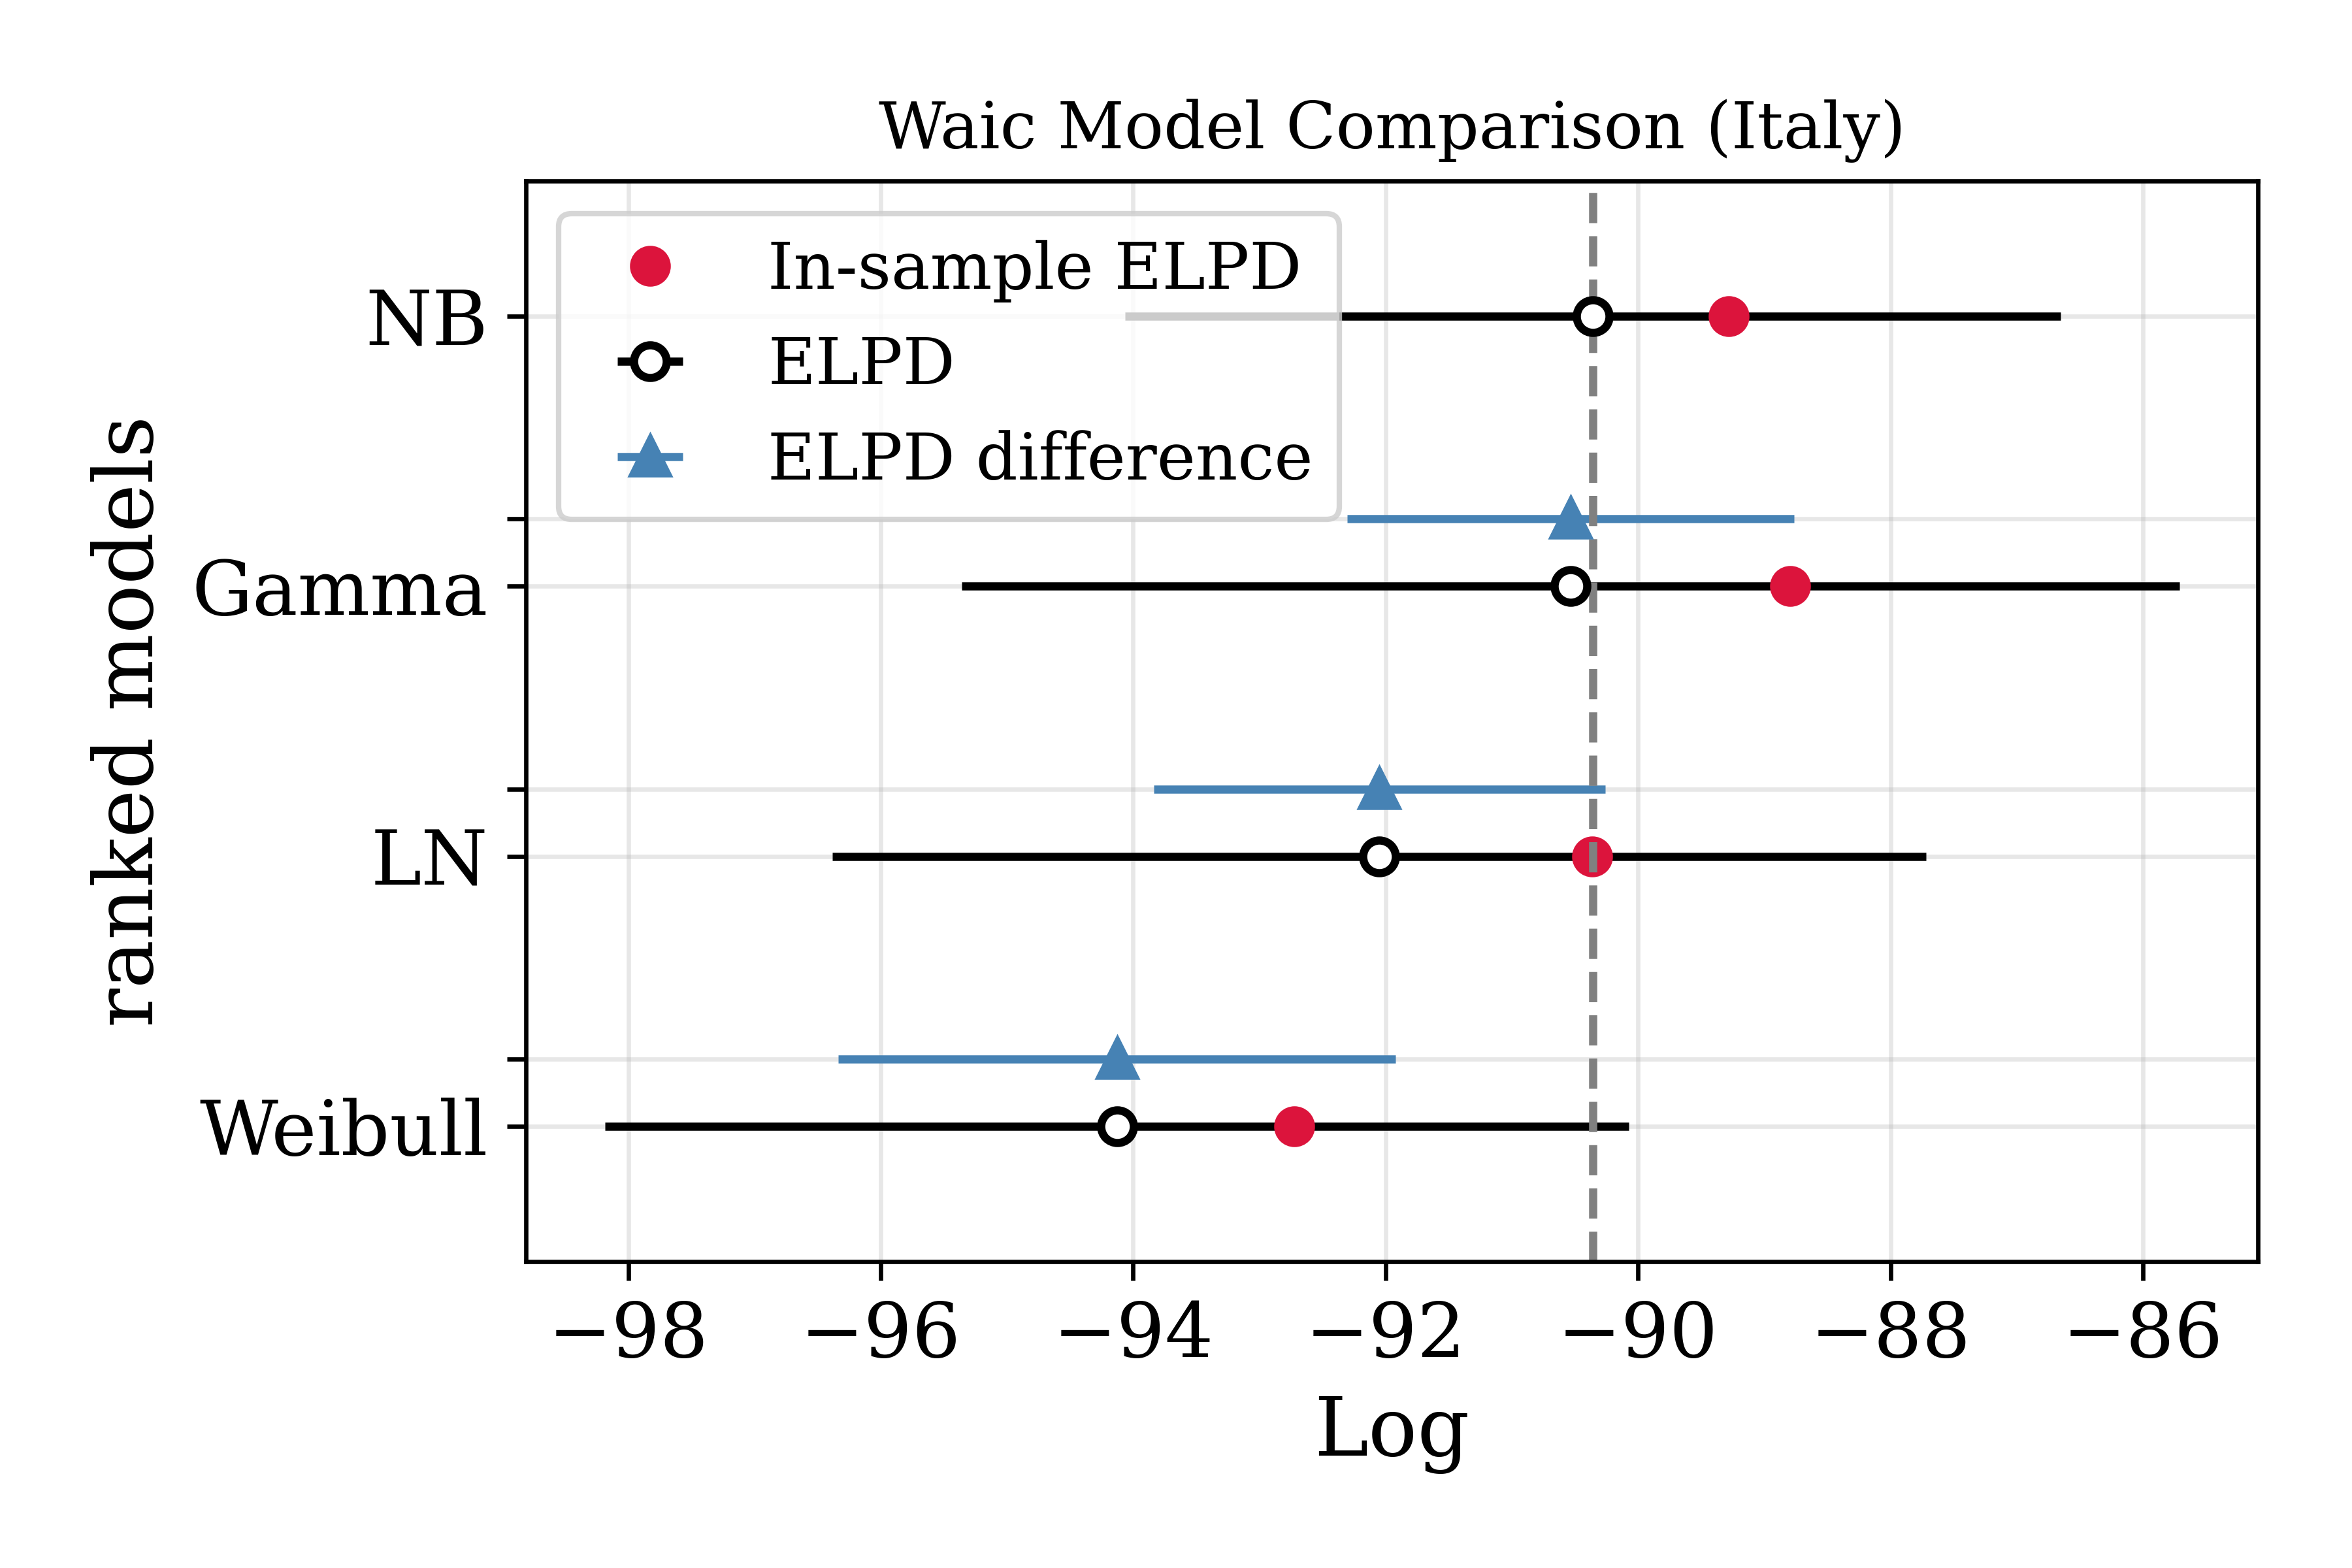 Waic Model Comparison (Italy)
In-sample ELPD
ELPD
ELPD difference
ranked models
NB
Gamma
LN
Weibull
−98 −96 −94 −92 −90 −88 −86
Log